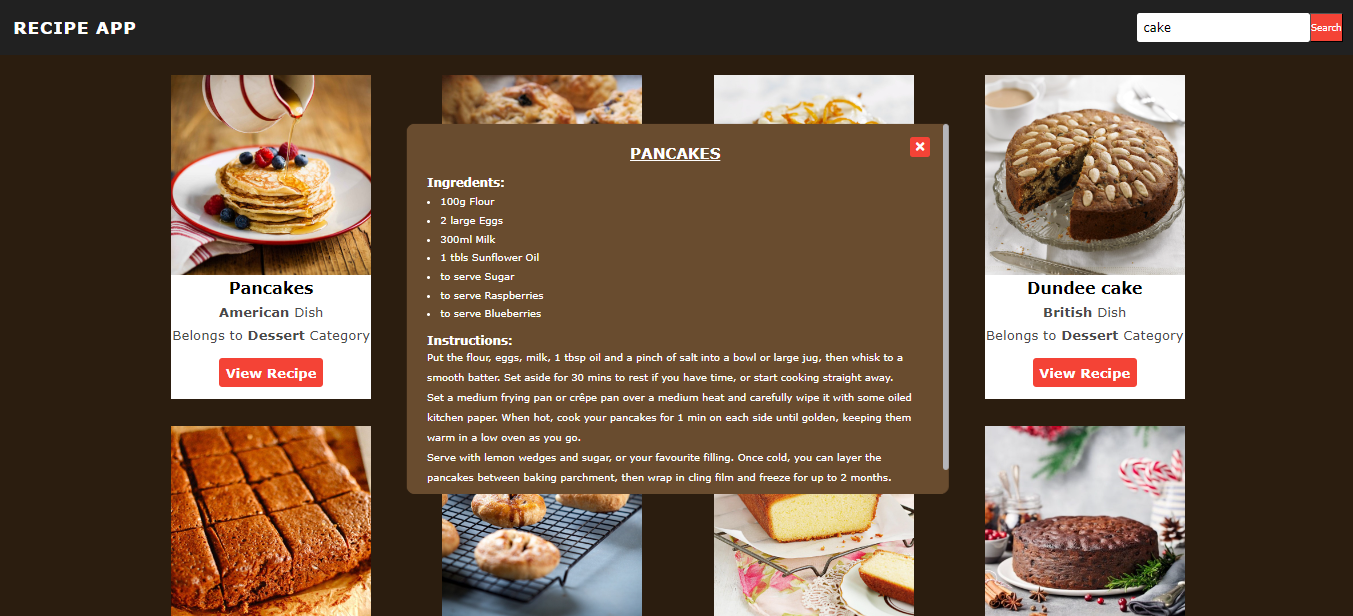 RECIPE APP
cake
Search
PANCAKES
Ingredents:
100g Flour
2 large Eggs
300ml Milk
1 tbls Sunflower Oil
to serve Sugar
to serve Raspberries
to serve Blueberries
Instructions:
Put the flour, eggs, milk, 1 tbsp oil and a pinch of salt into a bowl or large jug, then whisk to a
smooth batter. Set aside for 30 mins to rest if you have time, or start cooking straight away.
Set a medium frying pan or crêpe pan over a medium heat and carefully wipe it with some oiled
kitchen paper. When hot, cook your pancakes for 1 min on each side until golden, keeping them
warm in a low oven as you go.
Serve with lemon wedges and sugar, or your favourite filling. Once cold, you can layer the
pancakes between baking parchment, then wrap in cling film and freeze for up to 2 months.
Pancakes
American Dish
Belongs to Dessert Category
View Recipe
Dundee cake
British Dish
Belongs to Dessert Category
View Recipe